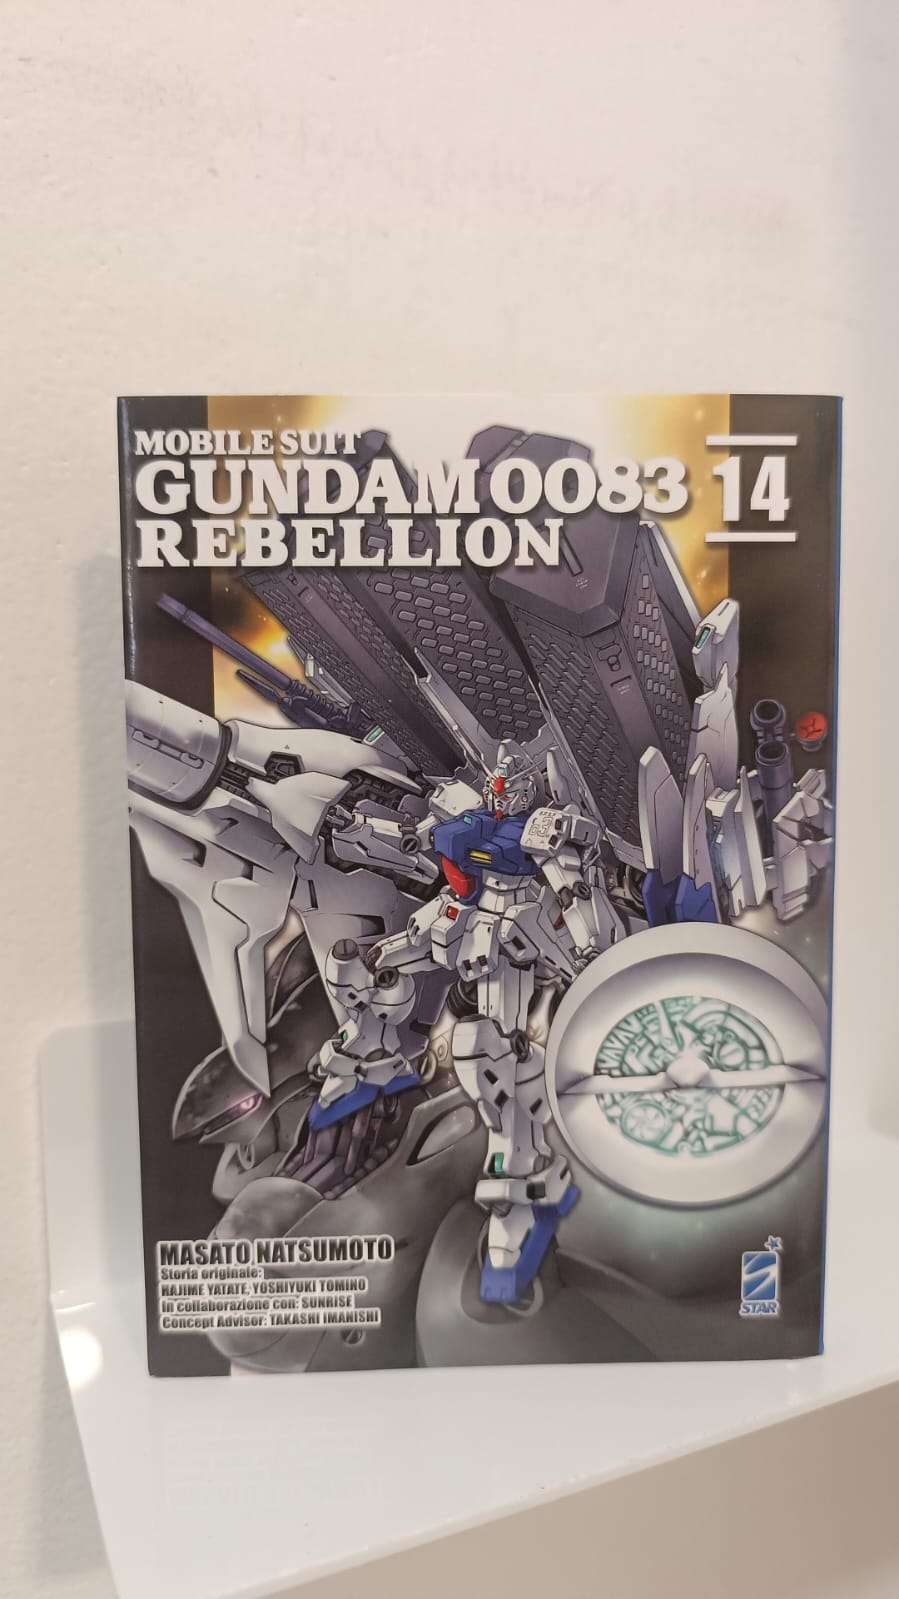 MOBILE SUIT
GUNDAM 0083
REBELLION
14
MASATO NATSUMOTO
Storia originale:
HAJIME YATATE, YOSHIYUKI TOMINO
In collaborazione con: SUNRISE
Concept Advisor: TAKASHI IMANISHI
STAR